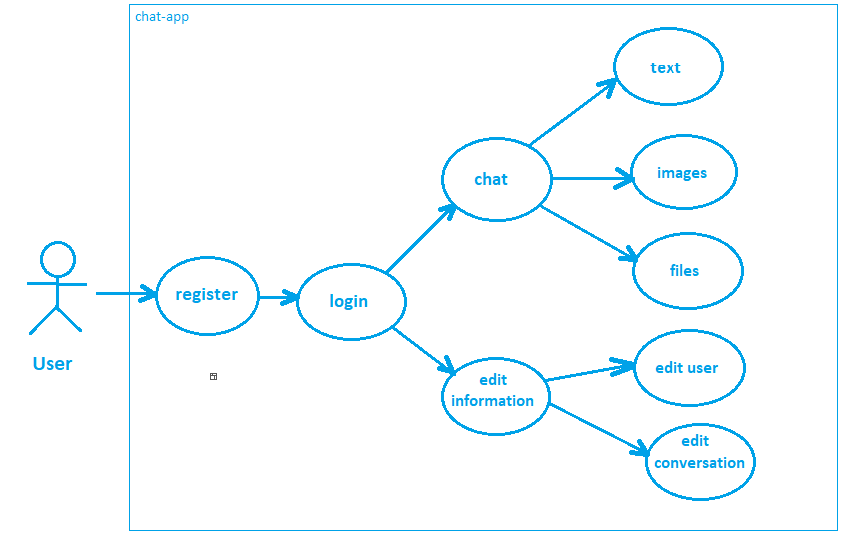 chat-app
text
images
chat
files
register
login
User
edit user
edit
information
edit
conversation